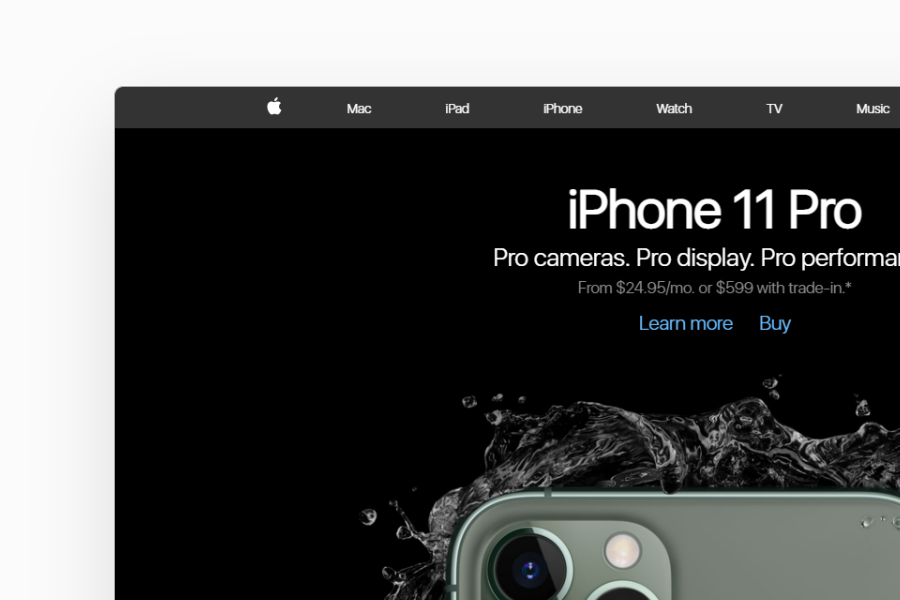 Mac iPad iPhone Watch TV Music
iPhone 11 Pro
Pro cameras. Pro display. Pro performa
From $24.95/mo. or $599 with trade-in.*
Learn more Buy